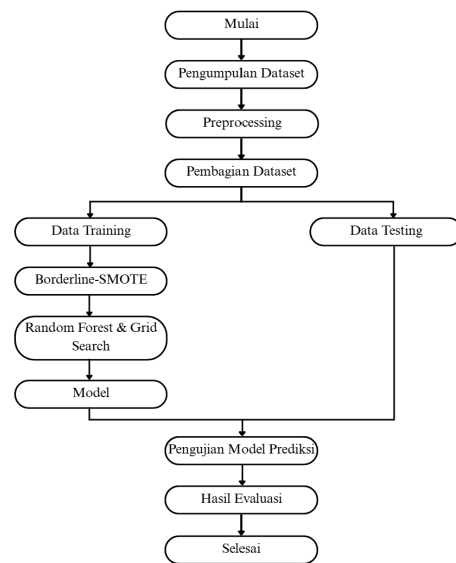 Mulai
Pengumpulan Dataset
Preprocessing
Pembagian Dataset
Data Training
Data Testing
Borderline-SMOTE
Random Forest & Grid
Search
Model
Pengujian Model Prediksi
Hasil Evaluasi
Selesai